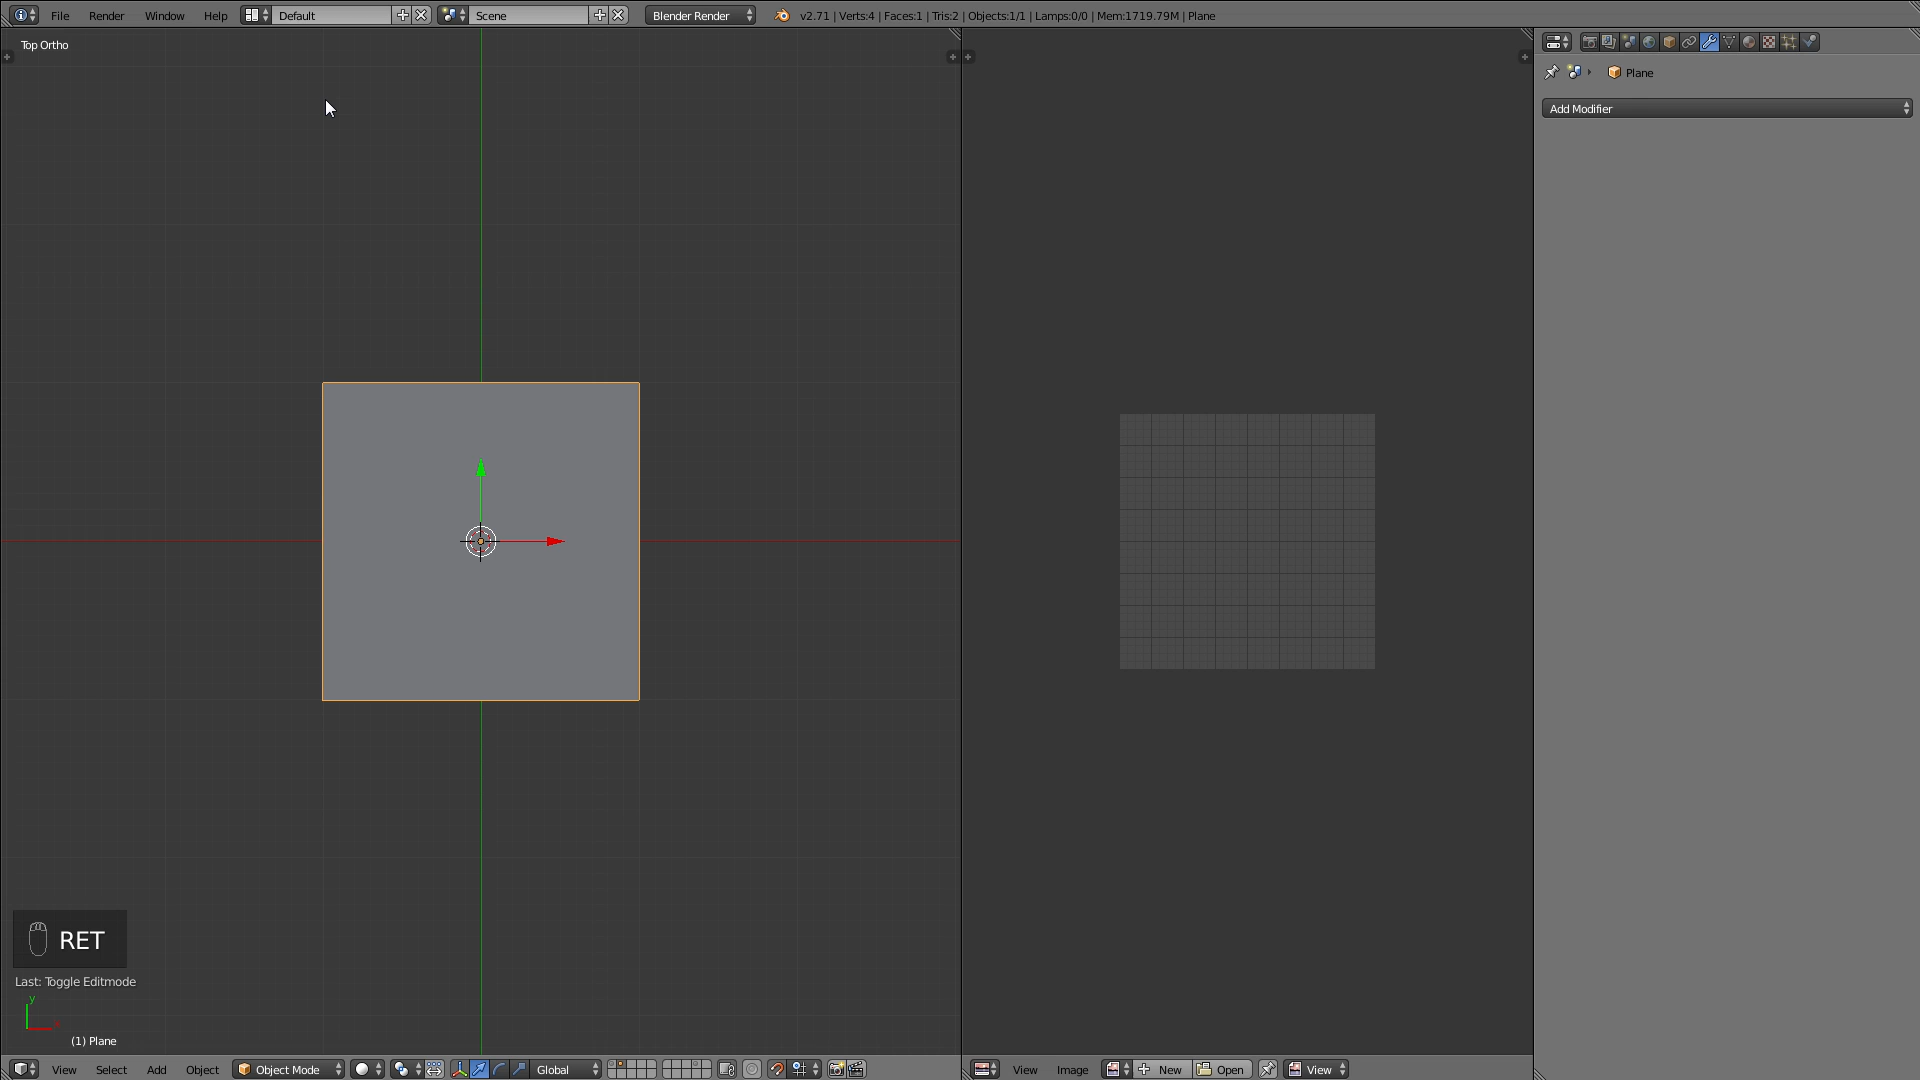 File Render Window Help Default Scene Blender Render v2.71 | Verts:4 | Faces:1 | Tris:2 | Objects:1/1 | Lamps:0/0 | Mem:1719.79M | Plane
Top Ortho
Plane
Add Modifier
RET
Last: Toggle Editmode
y
x
(1) Plane
View Select Add Object Object Mode Global View Image New Open View